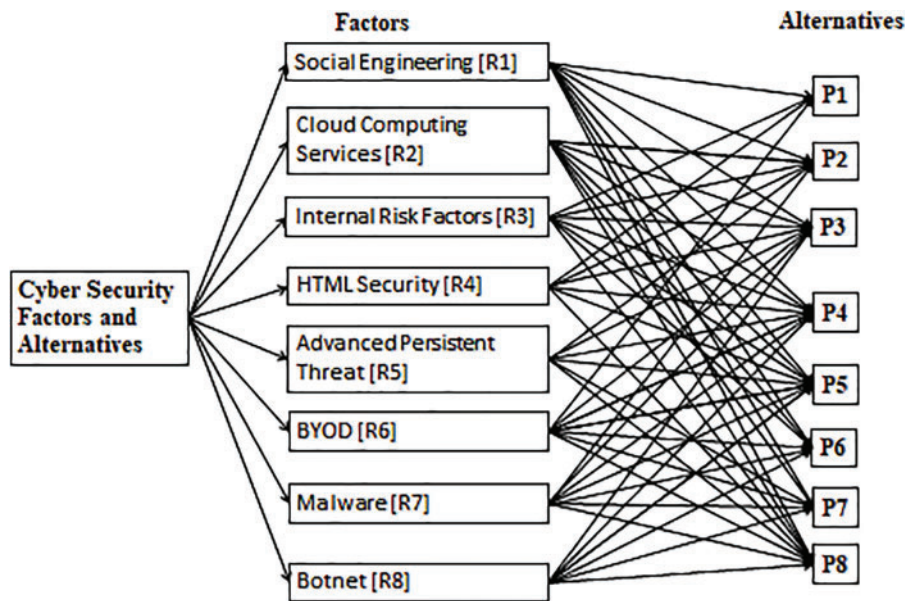 Factors
Alternatives
Social Engineering [R1]
Cloud Computing
Services [R2]
Internal Risk Factors [R3]
HTML Security [R4]
Advanced Persistent
Threat [R5]
BYOD [R6]
Malware [R7]
Botnet [R8]
Cyber Security
Factors and
Alternatives
P1
P2
P3
P4
P5
P6
P7
P8